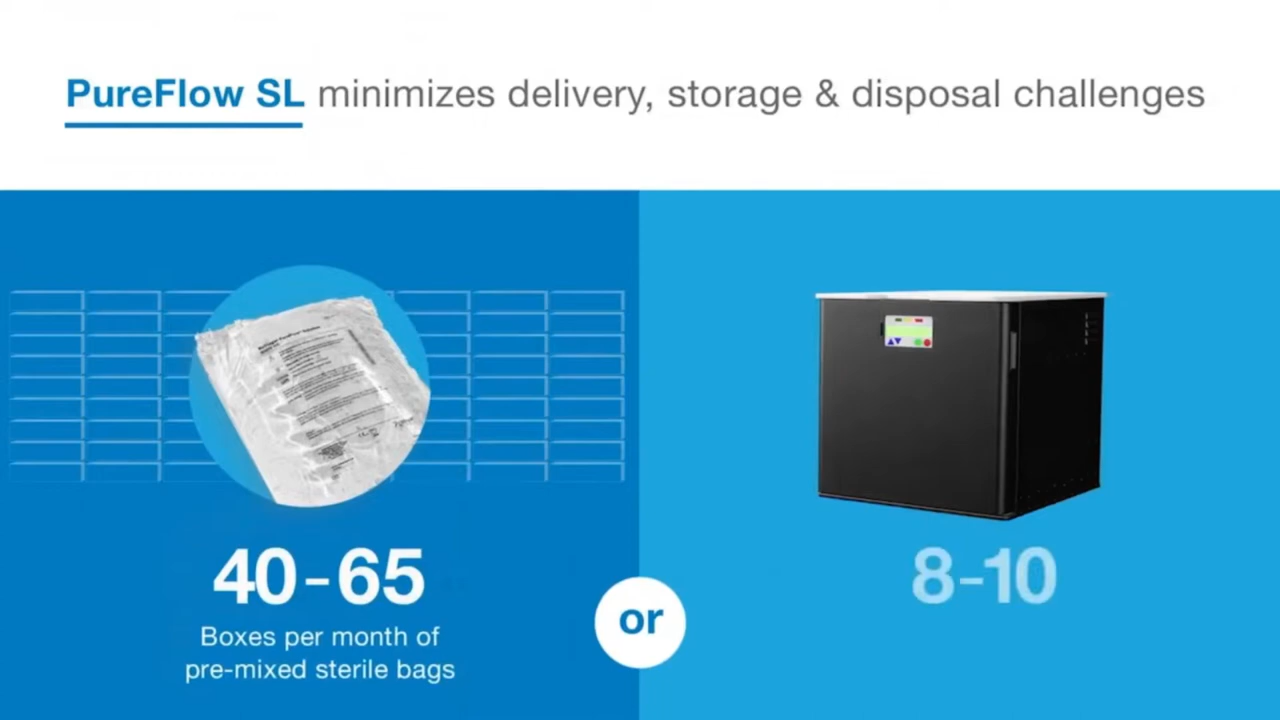 PureFlow SL minimizes delivery, storage & disposal challenges
40-65
Boxes per month of
pre-mixed sterile bags
or
8-10